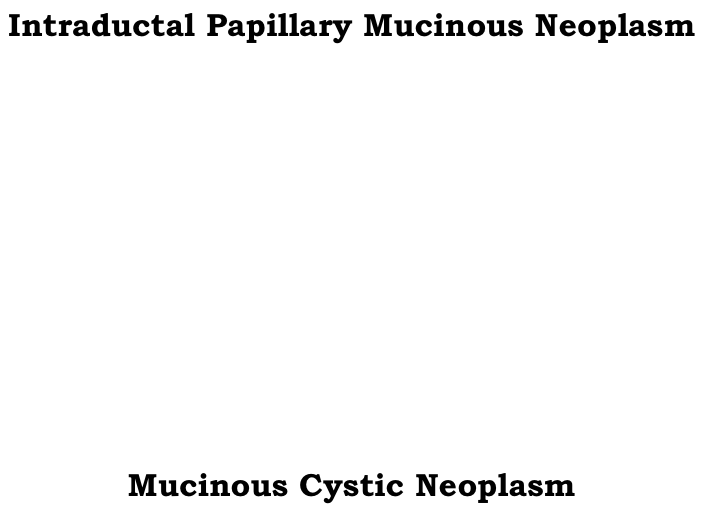 Intraductal Papillary Mucinous Neoplasm
Mucinous Cystic Neoplasm